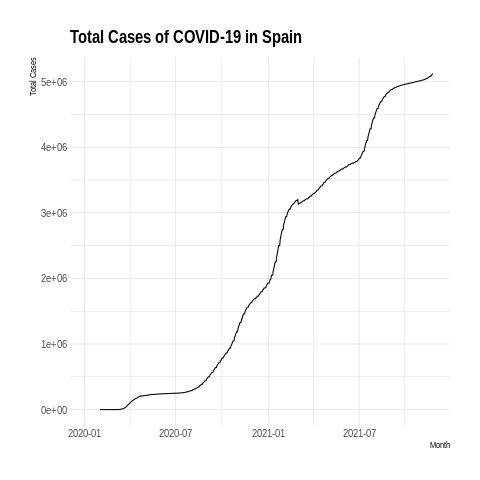 Total Cases of COVID-19 in Spain
Total Cases
5e+06
4e+06
3e+06
2e+06
1e+06
0e+00
2020-01 2020-07 2021-01 2021-07
Month